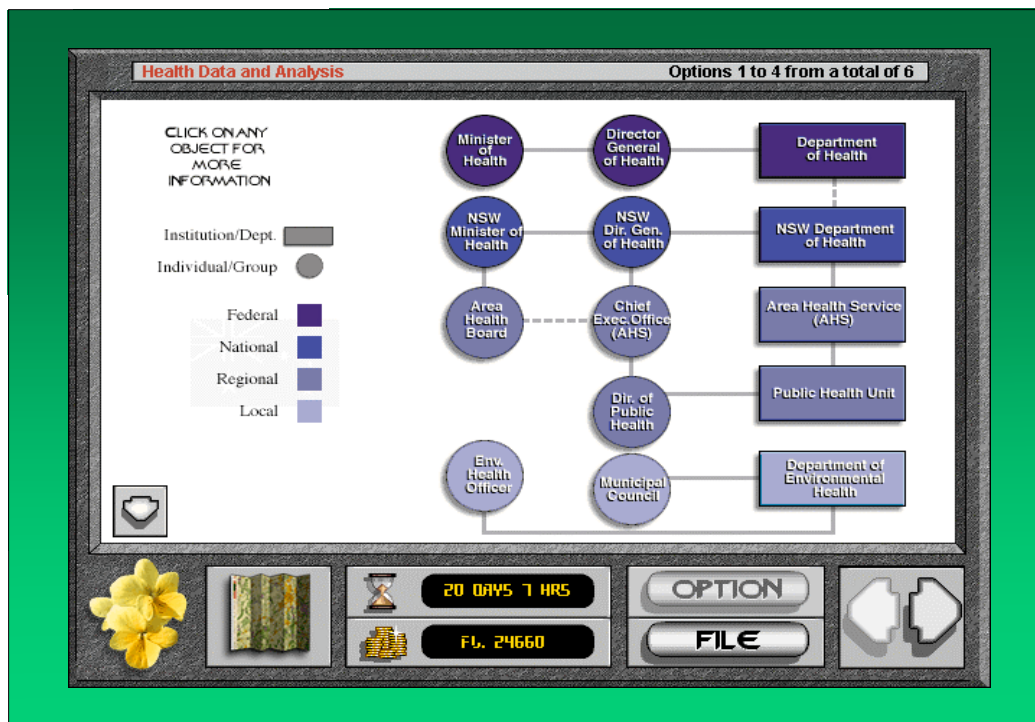 Health Data and Analysis
Options 1 to 4 from a total of 6
CLICK ON ANY
OBJECT FOR
MORE
INFORMATION
Institution/Dept.
Individual/Group
Federal
National
Regional
Local
Minister
of
Health
Director
General
of Health
Department
of Health
NSW
Minister of
Health
NSW
Dir. Gen.
of Health
NSW Department
of Health
Area
Health
Board
Chief
Exec.Office
(AHS)
Area Health Service
(AHS)
Dir. of
Public
Health
Public Health Unit
Env.
Health
Officer
Municipal
Council
Department of
Environmental
Health
20 DAYS 7 HRS
FL. 24660
OPTION
FILE